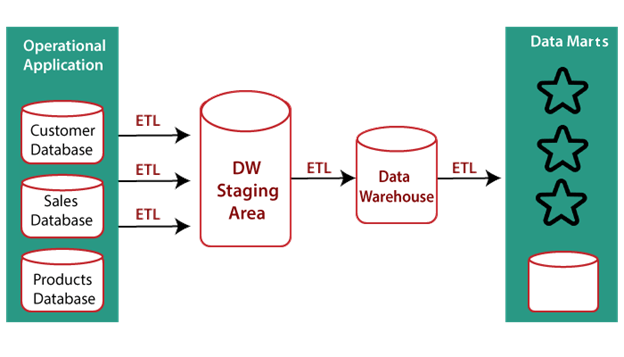 Operational
Application
Customer
Database
Sales
Database
Products
Database
ETL
ETL
ETL
DW
Staging
Area
ETL
Data
Warehouse
ETL
Data Marts